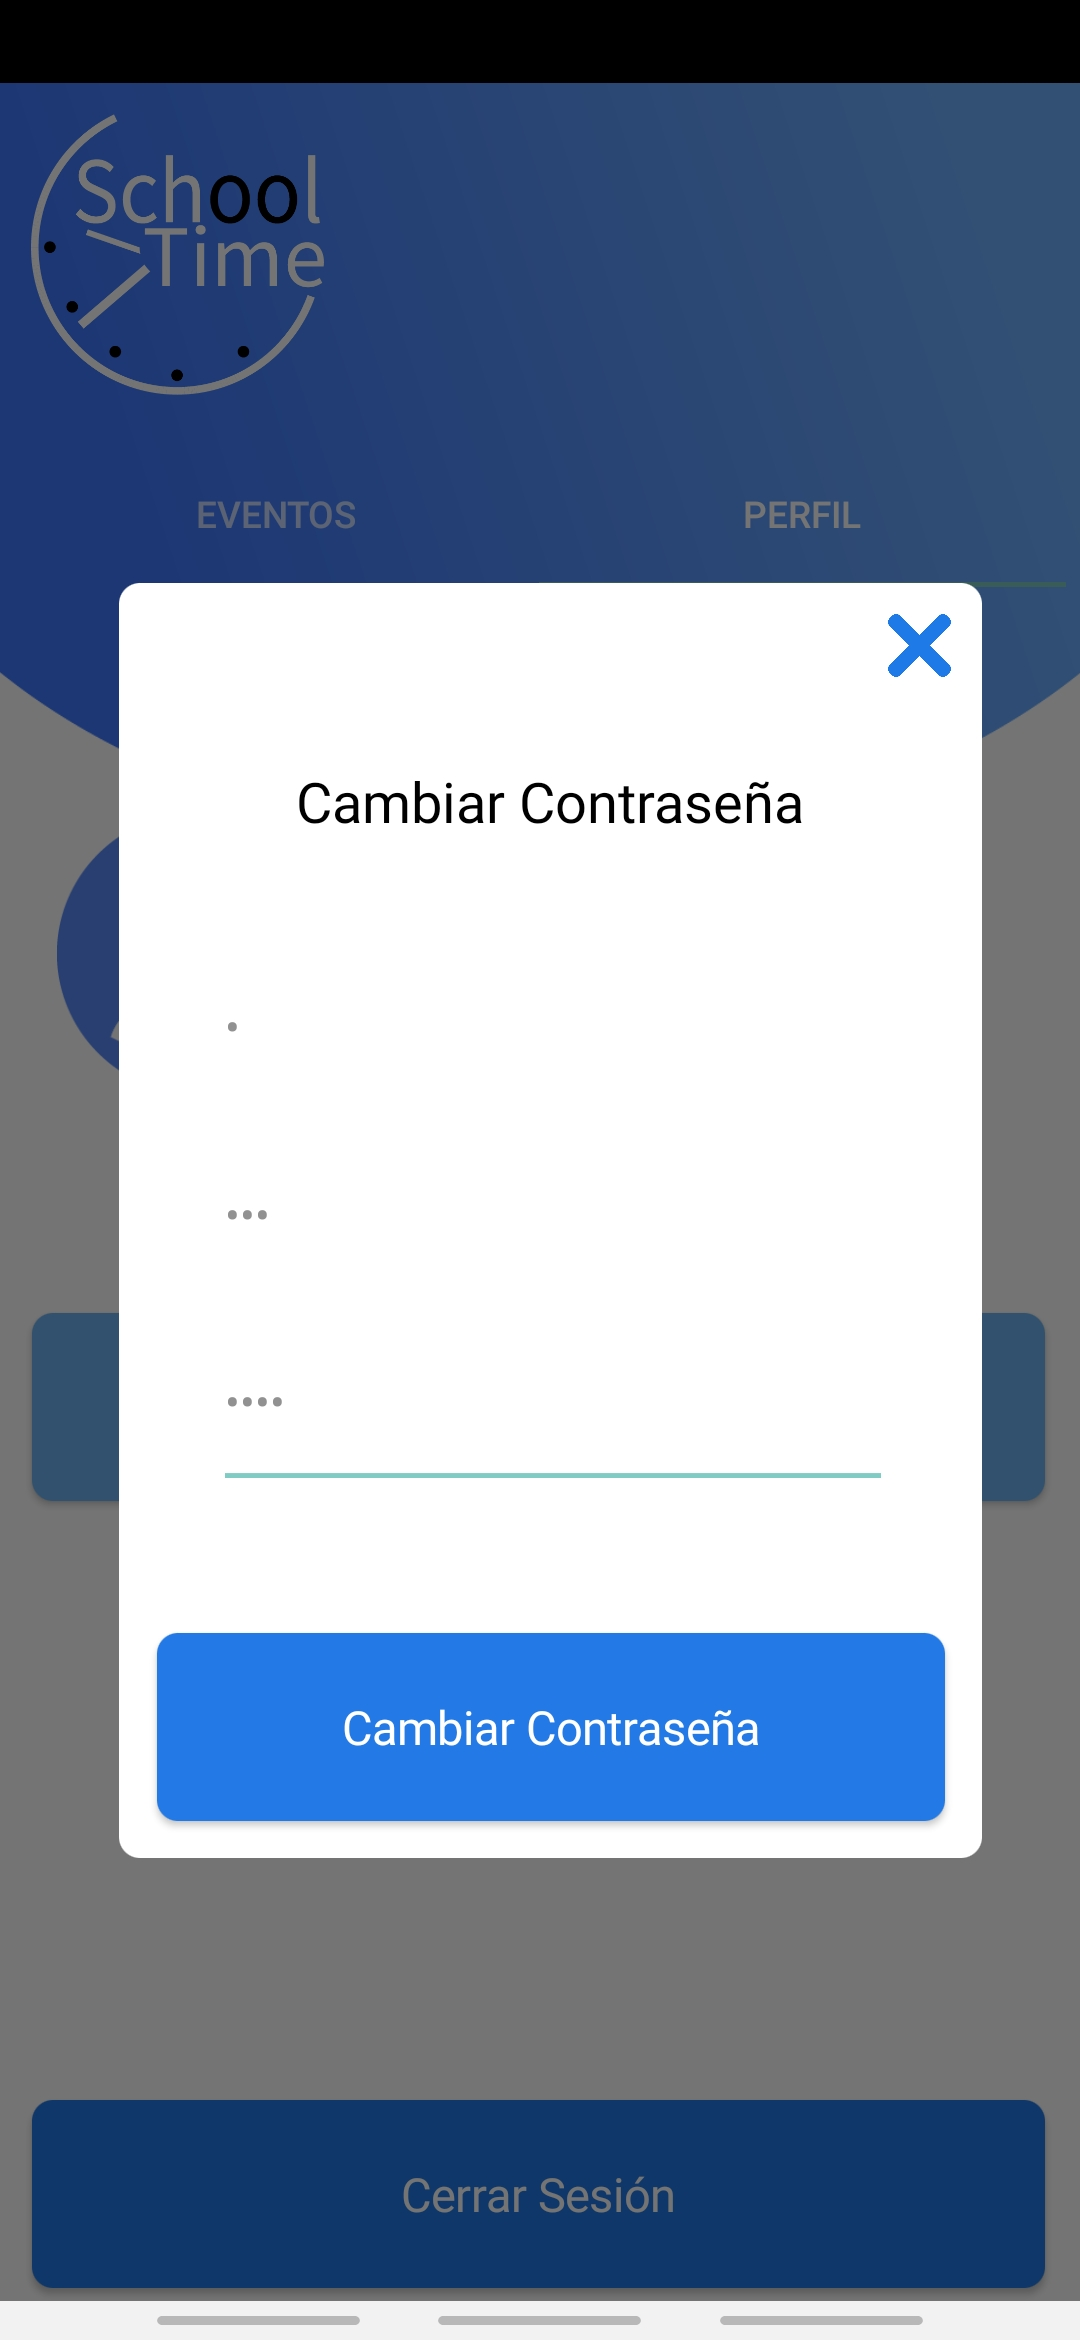 School
Time
EVENTOS
PERFIL
Cambiar Contraseña
•
•••
••••
Cambiar Contraseña
Cerrar Sesión